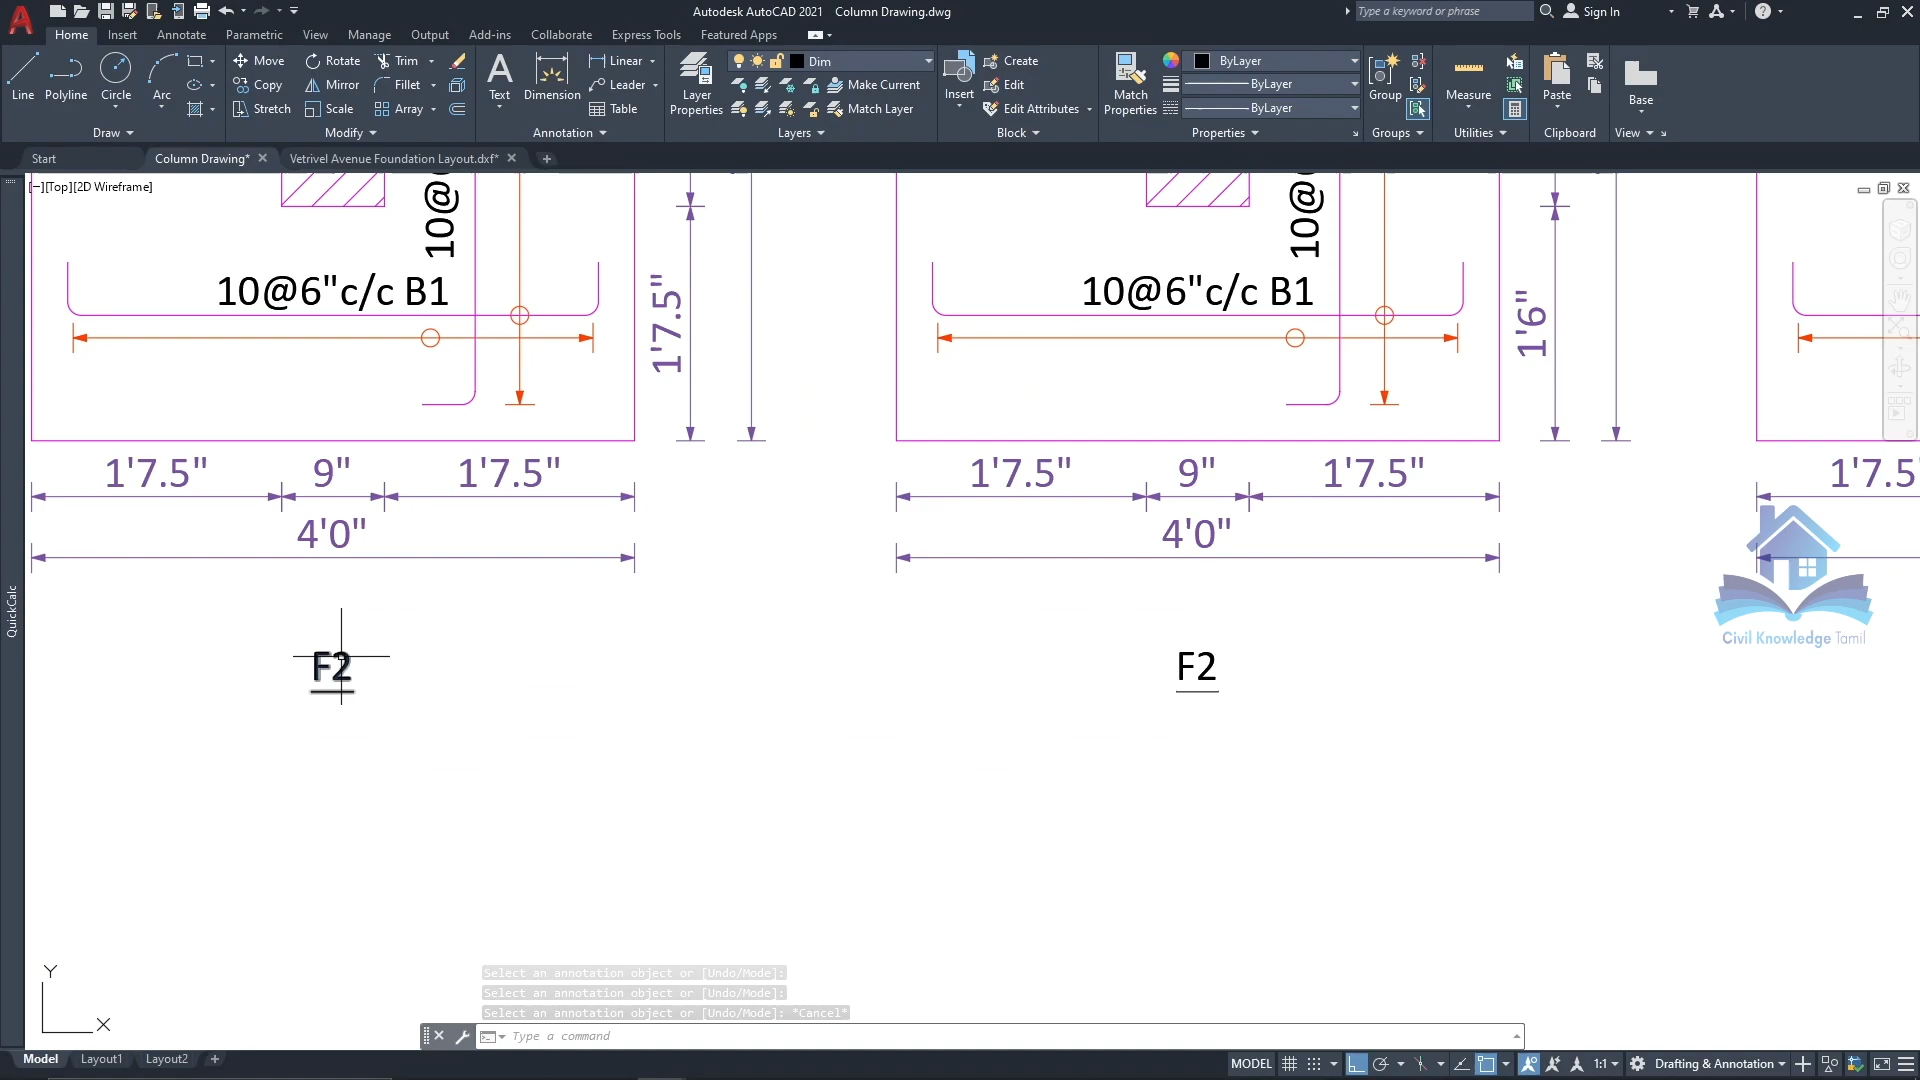 Autodesk AutoCAD 2021 Column Drawing.dwg
Type a keyword or phrase
Sign In
Home Insert Annotate Parametric View Manage Output Add-ins Collaborate Express Tools Featured Apps
Line Polyline Circle Arc
Move Rotate Trim
Copy Mirror Fillet
Stretch Scale Array
Text Dimension
Linear
Leader
Table
Layer Properties
Dim
Make Current
Match Layer
Insert
Create
Edit
Edit Attributes
Match Properties
ByLayer
ByLayer
ByLayer
Group
Measure
Paste
Base
Draw Modify Annotation Layers Block Properties Groups Utilities Clipboard View
Start Column Drawing* Vetrivel Avenue Foundation Layout.dxf*
[−][Top][2D Wireframe]
QuickCalc
10@
10@6"c/c B1
1'7.5"
10@
10@6"c/c B1
1'6"
1'7.5" 9" 1'7.5"
4'0"
1'7.5" 9" 1'7.5"
4'0"
1'7.5
F2
F2
Civil Knowledge Tamil
Y
X
Select an annotation object or [Undo/Mode]:
Select an annotation object or [Undo/Mode]:
Select an annotation object or [Undo/Mode]: *Cancel*
Type a command
Model Layout1 Layout2
MODEL
1:1
Drafting & Annotation